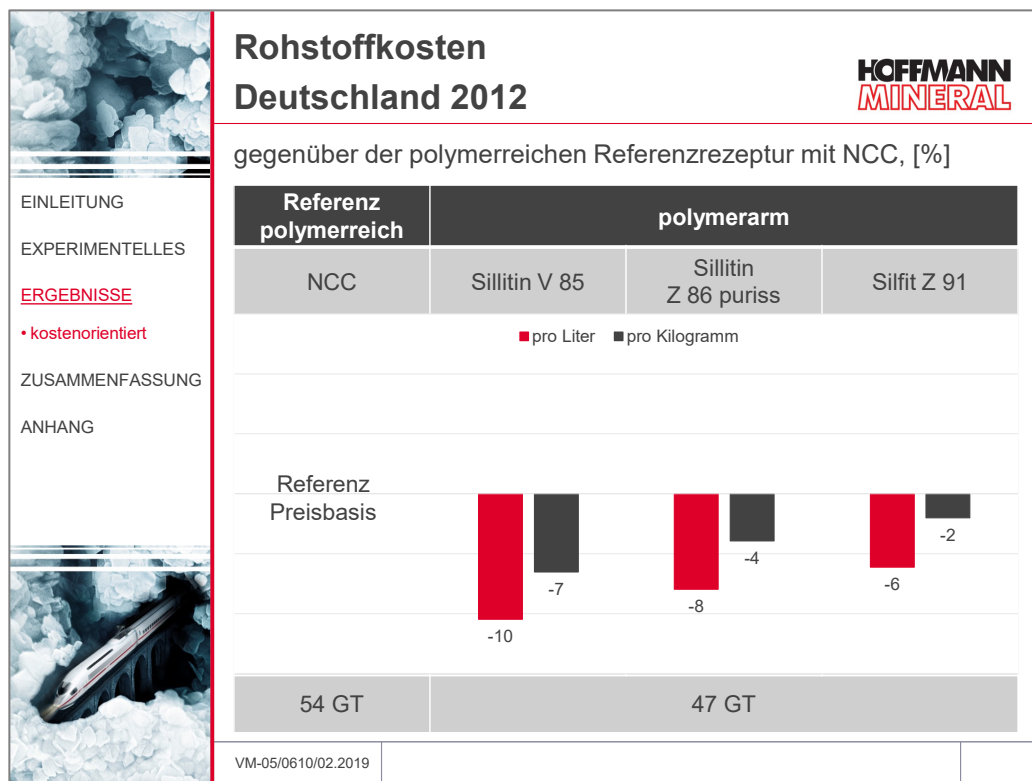 Rohstoffkosten
Deutschland 2012
HOFFMANN
MINERAL
gegenüber der polymerreichen Referenzrezeptur mit NCC, [%]
EINLEITUNG
EXPERIMENTELLES
ERGEBNISSE
• kostenorientiert
ZUSAMMENFASSUNG
ANHANG
Referenz
polymerreich
polymerarm
NCC
Sillitin V 85
Sillitin
Z 86 puriss
Silfit Z 91
pro Liter
pro Kilogramm
Referenz
Preisbasis
-10
-7
-8
-4
-6
-2
54 GT
47 GT
VM-05/0610/02.2019